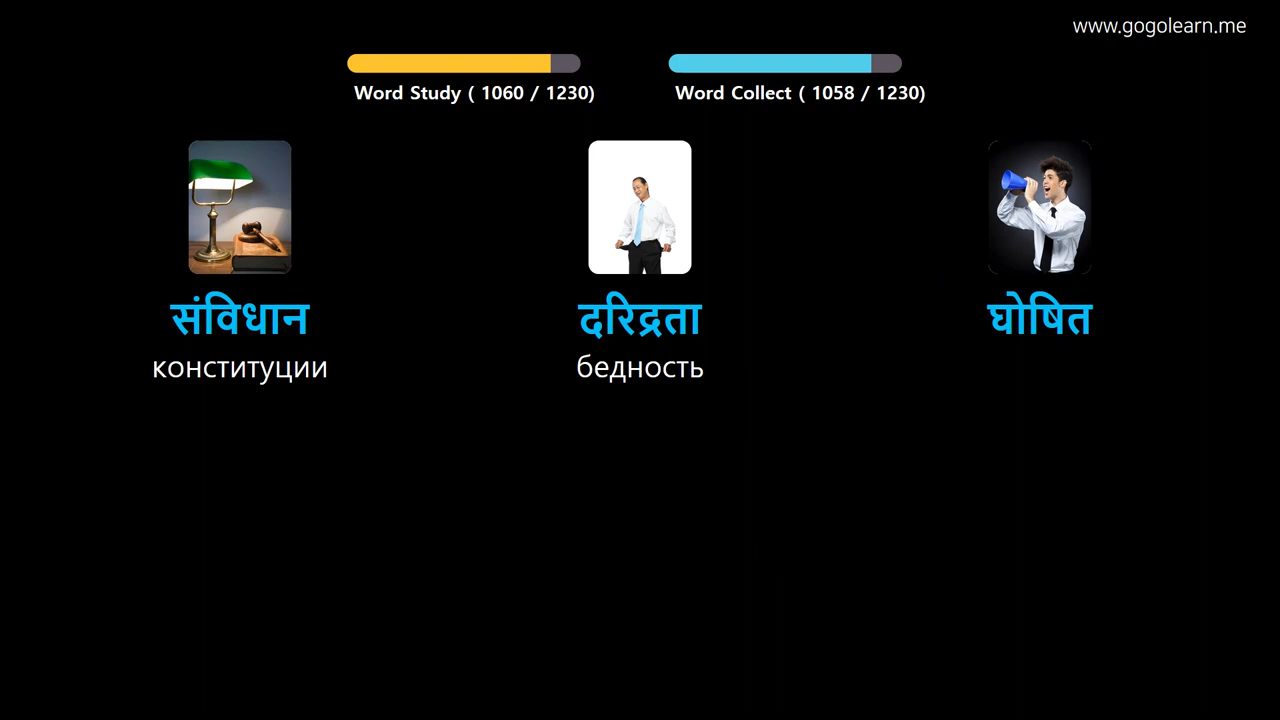 www.gogolearn.me
Word Study ( 1060 / 1230)
Word Collect ( 1058 / 1230)
संविधान
दरिद्रता
घोषित
конституции
бедность